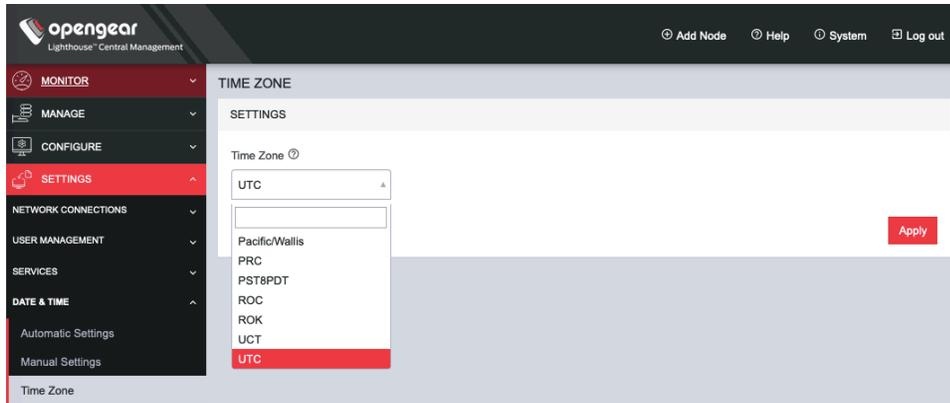 opengear
Lighthouse™ Central Management
Add Node Help System Log out
MONITOR
MANAGE
CONFIGURE
SETTINGS
NETWORK CONNECTIONS
USER MANAGEMENT
SERVICES
DATE & TIME
Automatic Settings
Manual Settings
Time Zone
TIME ZONE
SETTINGS
Time Zone
UTC
Pacific/Wallis
PRC
PST8PDT
ROC
ROK
UCT
UTC
Apply